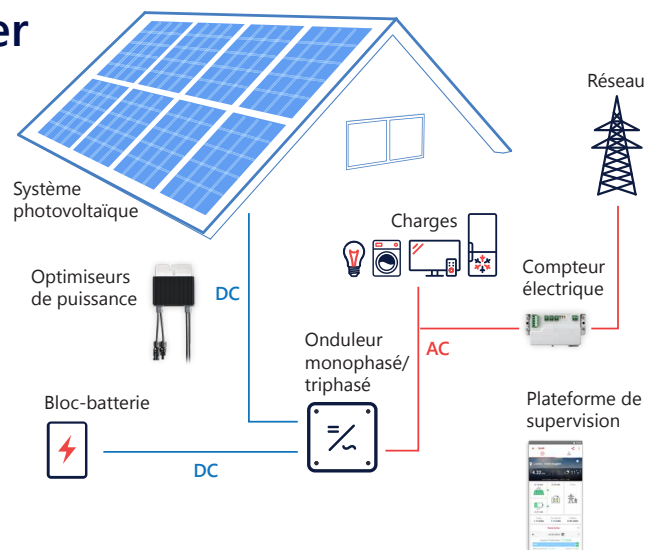 er
Réseau
Système
photovoltaïque
Charges
Optimiseurs
de puissance
DC
Compteur
électrique
Onduleur
monophasé/
triphasé
AC
Bloc-batterie
DC
Plateforme de
supervision